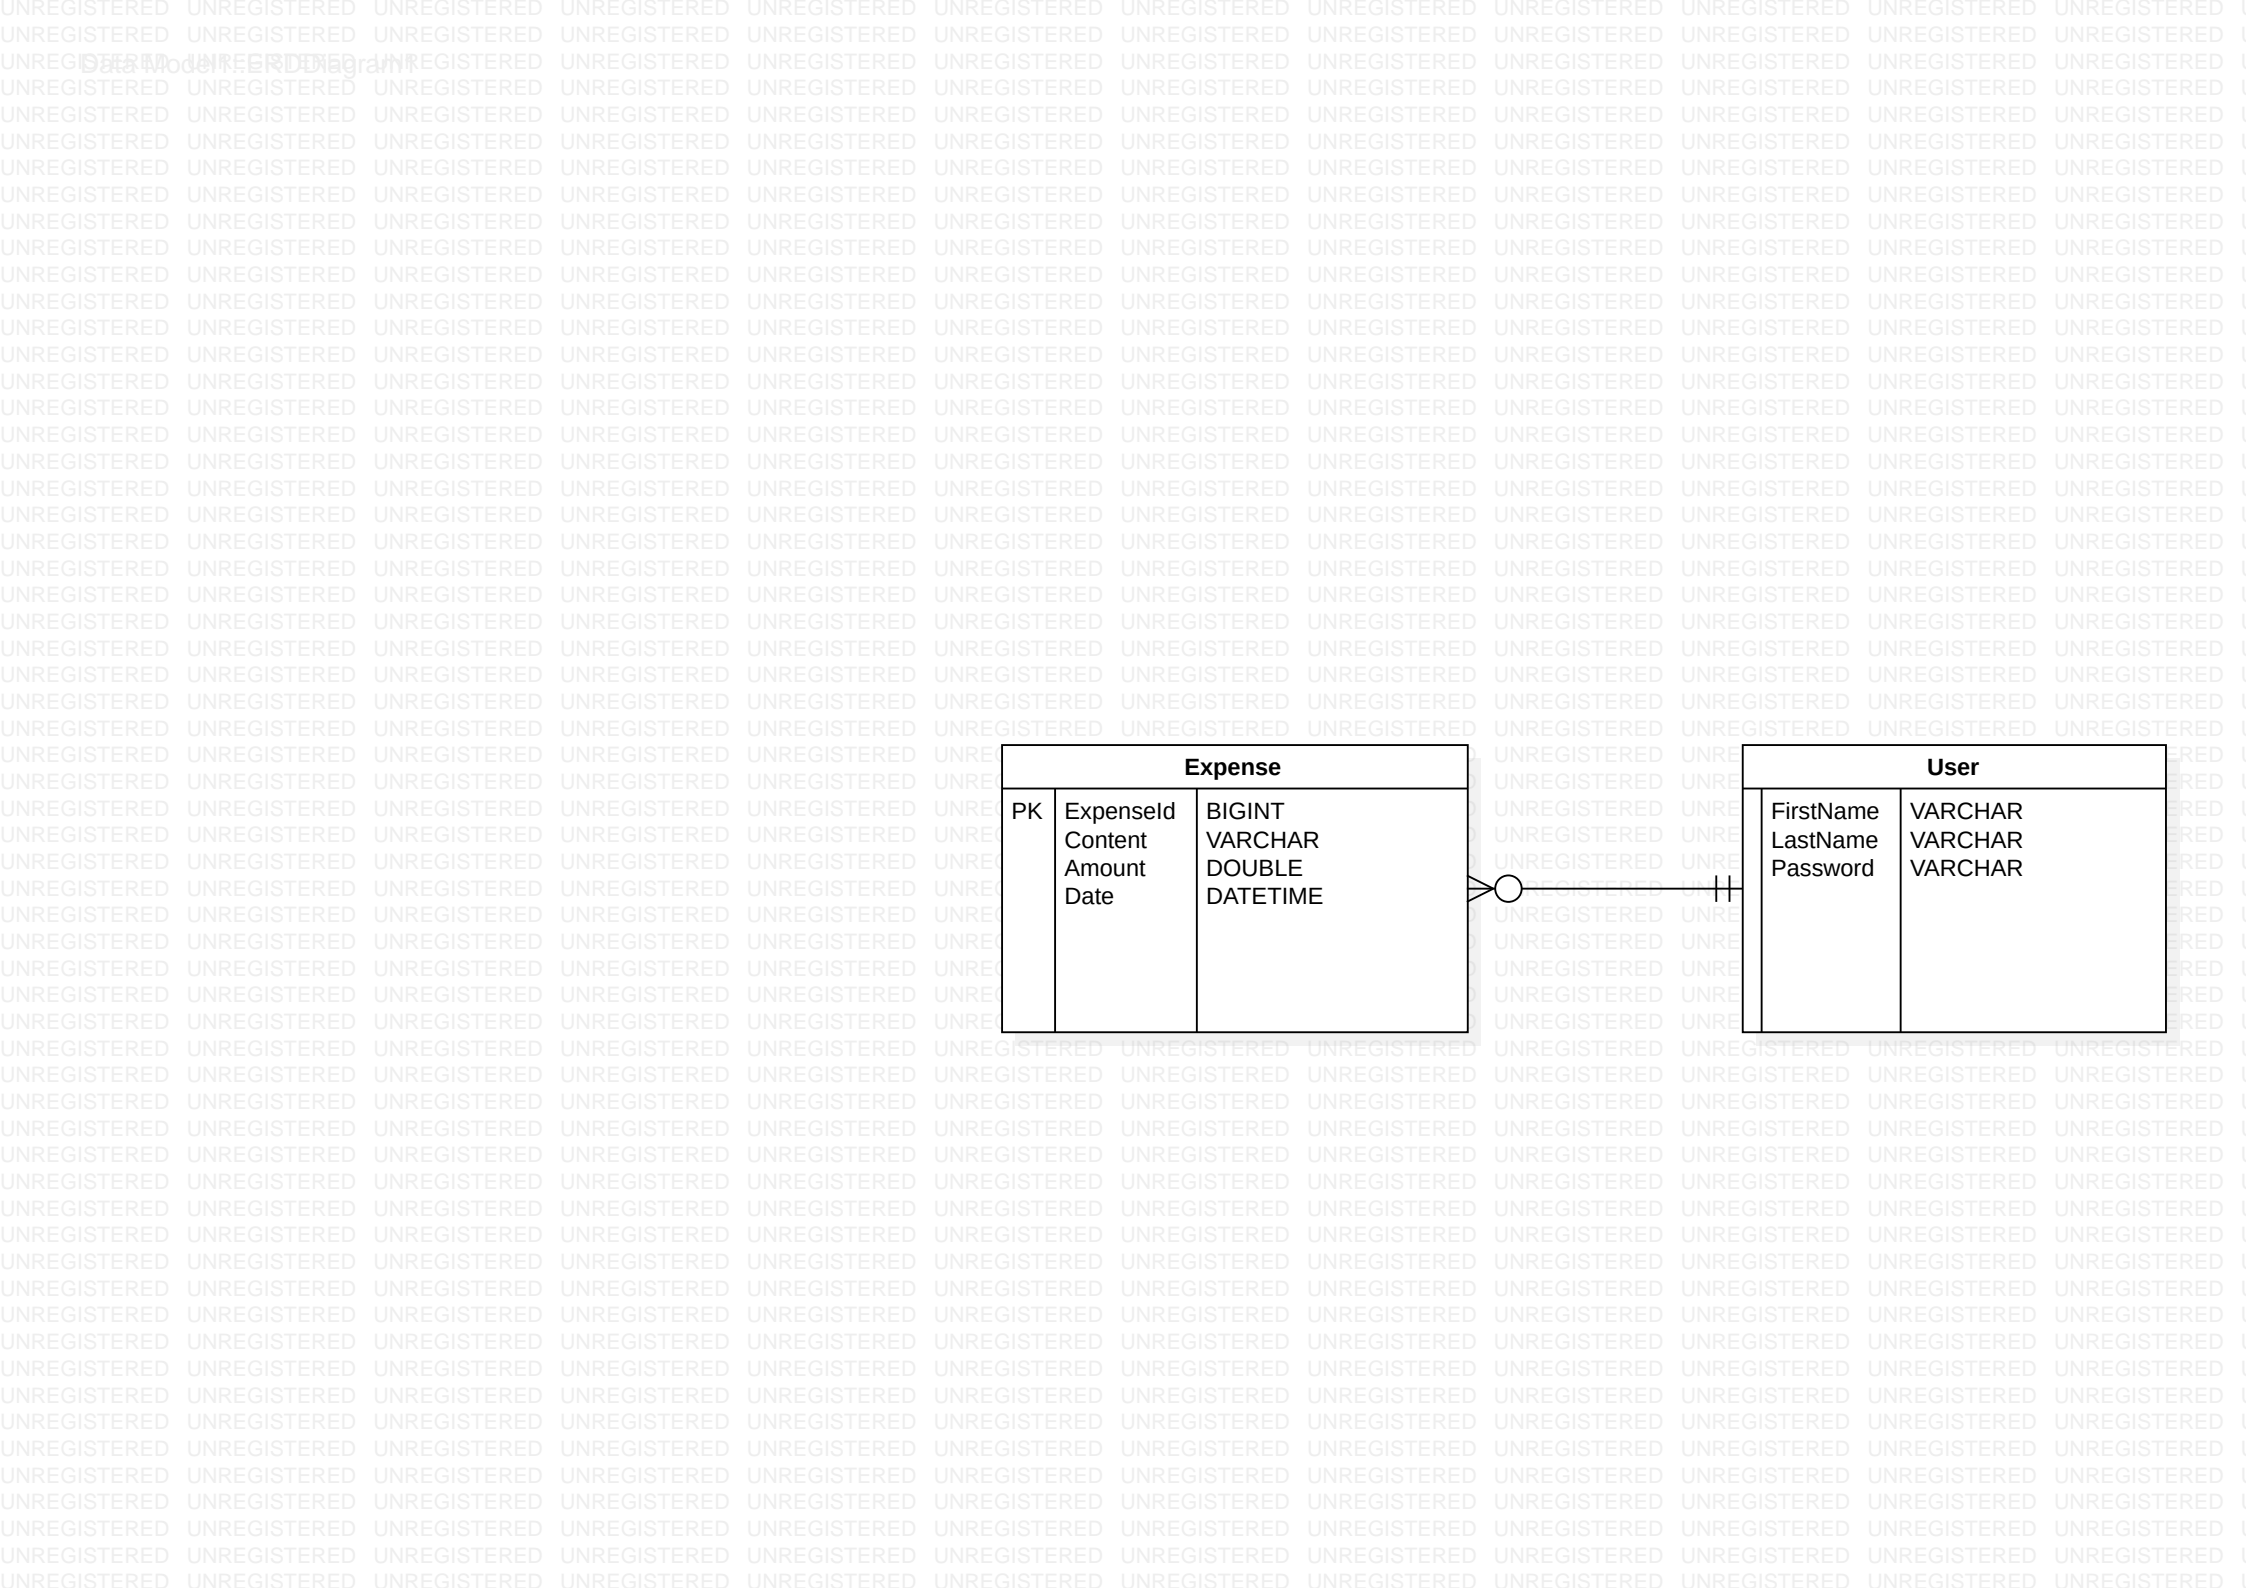 Data Model1::ERDDiagram1
Expense
PK ExpenseId BIGINT
Content VARCHAR
Amount DOUBLE
Date DATETIME
User
FirstName VARCHAR
LastName VARCHAR
Password VARCHAR
UNREGISTERED